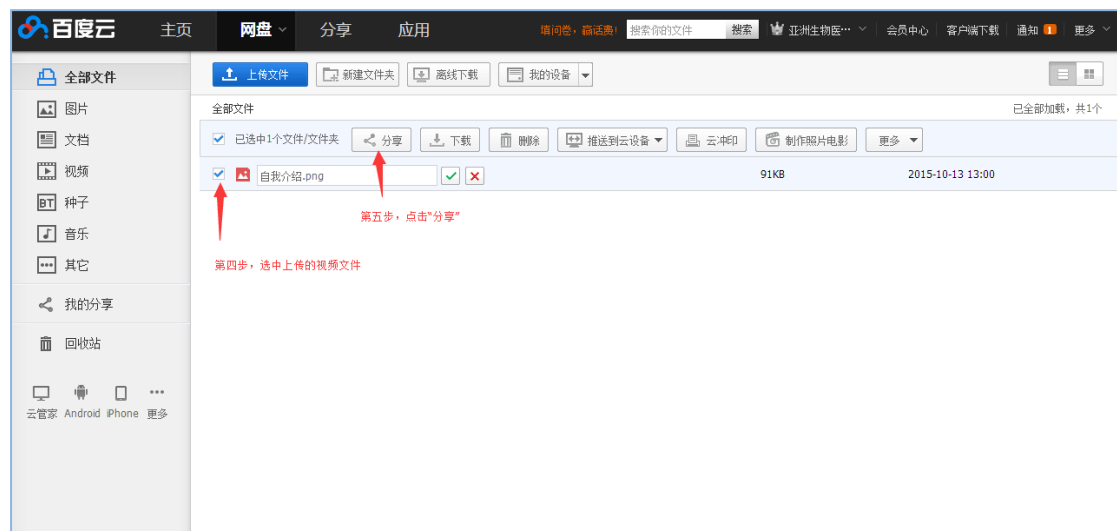 百度云 主页 网盘 分享 应用 填问卷，赢话费! 搜索你的文件 搜索 亚洲生物医··· 会员中心 客户端下载 通知 1 更多
全部文件 上传文件 新建文件夹 离线下载 我的设备
图片 全部文件 已全部加载，共1个
文档 已选中1个文件/文件夹 分享 下载 删除 推送到云设备 云冲印 制作照片电影 更多
视频 自我介绍.png 91KB 2015-10-13 13:00
BT 种子
第五步，点击“分享”
音乐
其它 第四步，选中上传的视频文件
我的分享
回收站
云管家 Android iPhone 更多